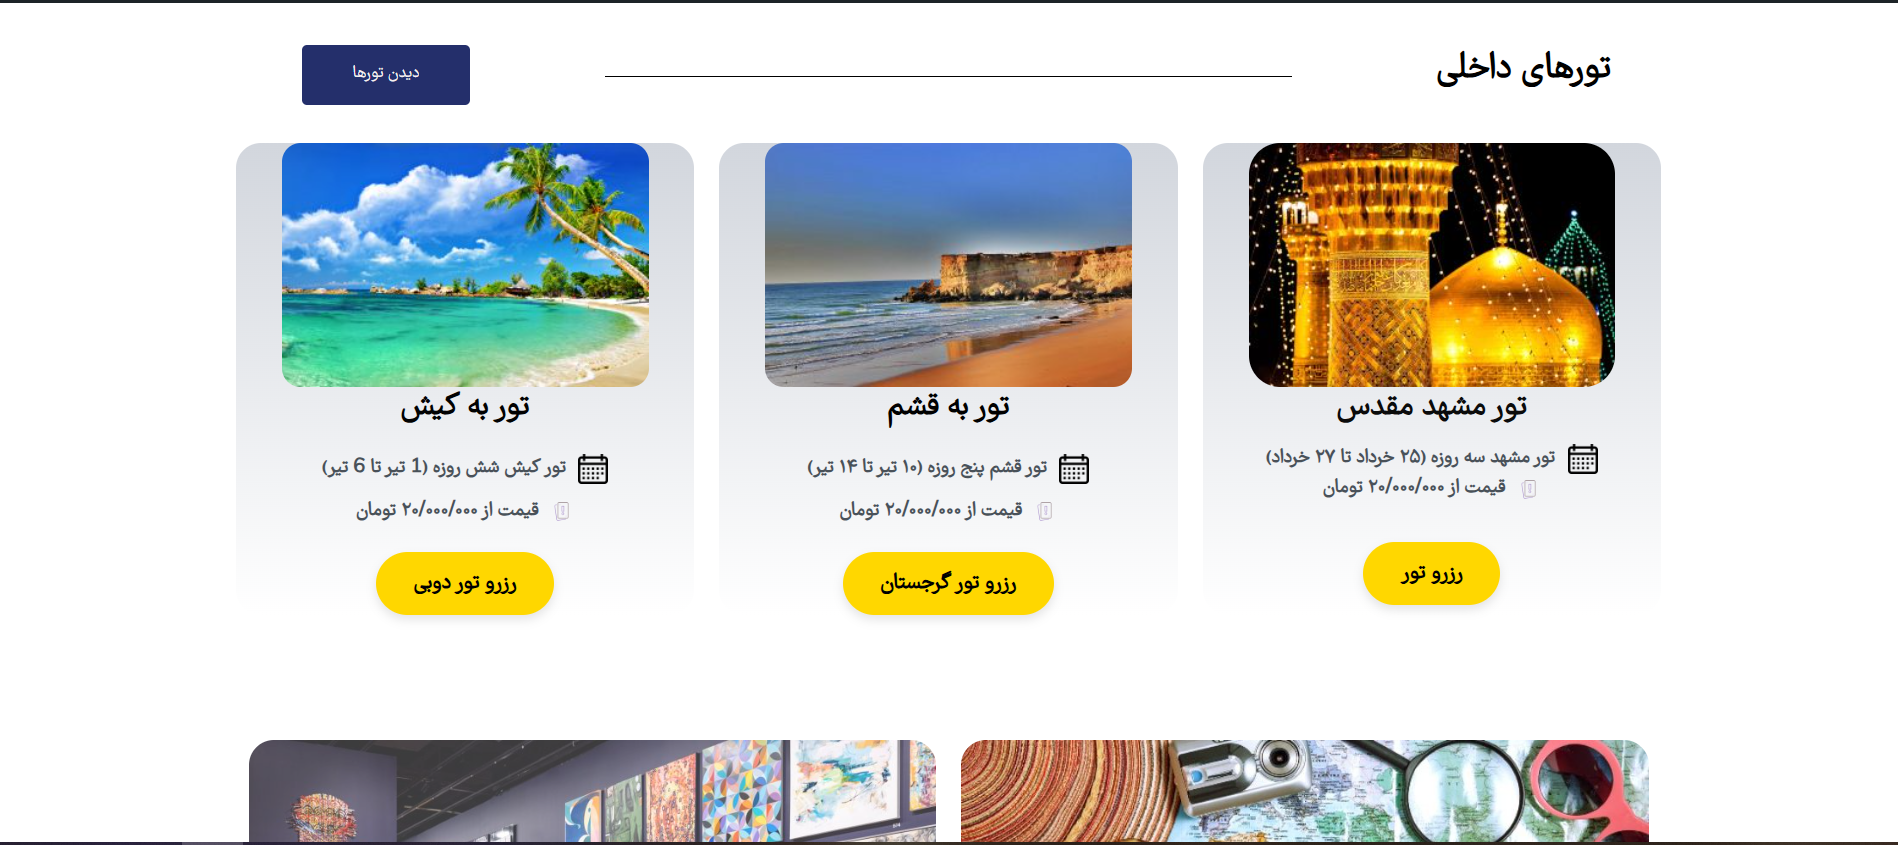 تورهای داخلی
دیدن تورها
تور مشهد مقدس
تور مشهد سه روزه (۲۵ خرداد تا ۲۷ خرداد)
قیمت از ۲۰/۰۰۰/۰۰۰ تومان
رزرو تور
تور به قشم
تور قشم پنج روزه (۱۰ تیر تا ۱۴ تیر)
قیمت از ۲۰/۰۰۰/۰۰۰ تومان
رزرو تور گرجستان
تور به کیش
تور کیش شش روزه (1 تیر تا 6 تیر)
قیمت از ۲۰/۰۰۰/۰۰۰ تومان
رزرو تور دوبی